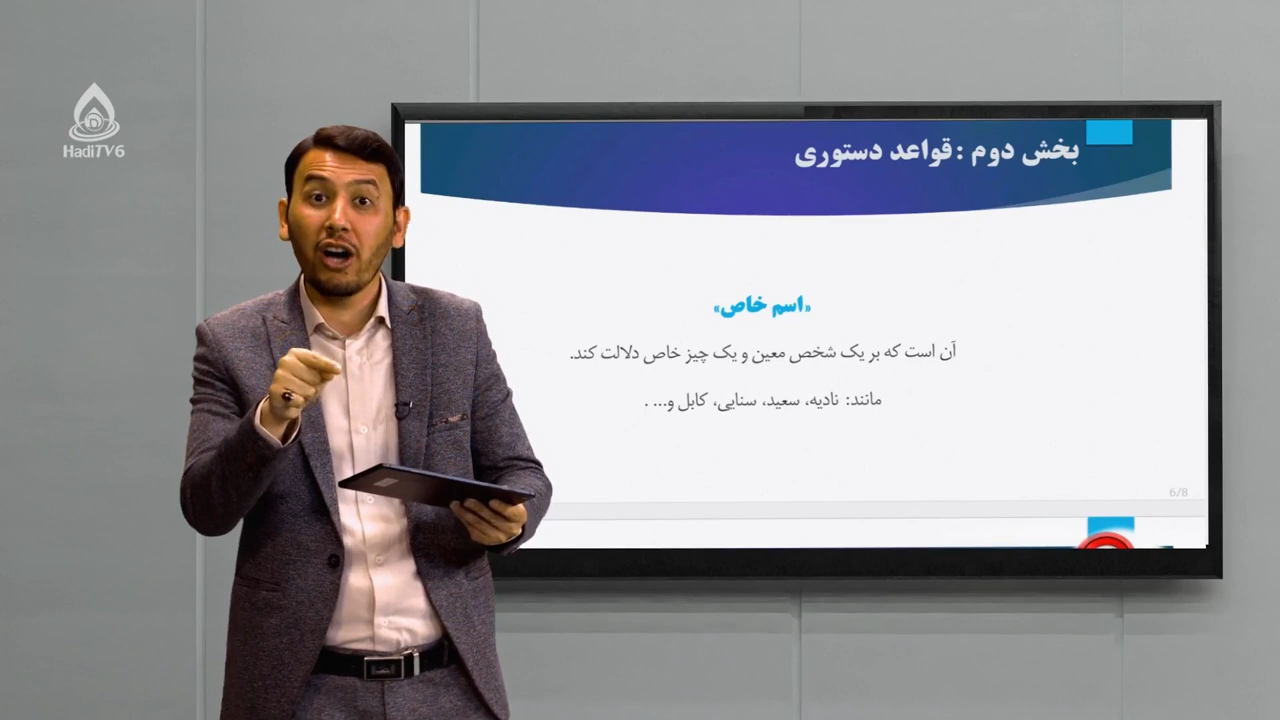 HadiTV6
بخش دوم : قواعد دستوری
«اسم خاص»
آن است که بر یک شخص معین و یک چیز خاص دلالت کند.
مانند: نادیه، سعید، سنایی، کابل و... .
6/8